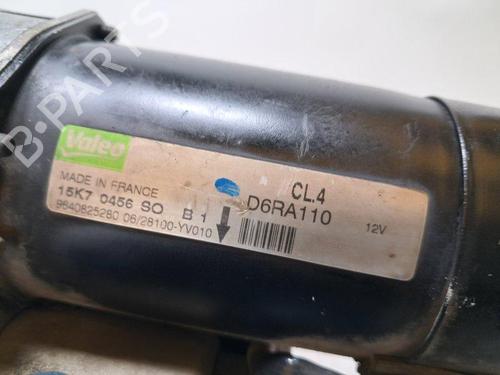 B-PARTS
Valeo
MADE IN FRANCE
15K7 0456 SO B 1
9640825280 06/28100-YV010
CL.4
D6RA110
12V